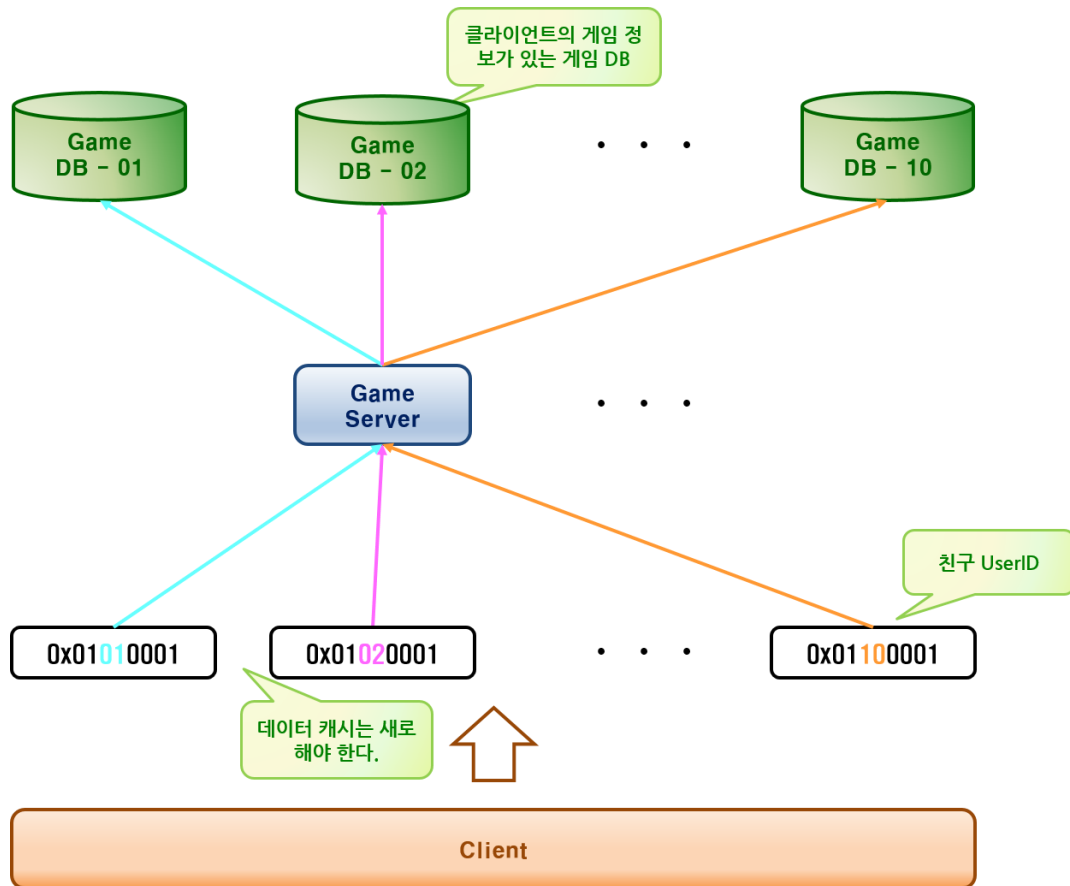 클라이언트의 게임 정
보가 있는 게임 DB
Game
DB - 01
Game
DB - 02
. . .
Game
DB - 10
Game
Server
. . .
친구 UserID
0x01010001
0x01020001
. . .
0x01100001
데이터 캐시는 새로
해야 한다.
Client